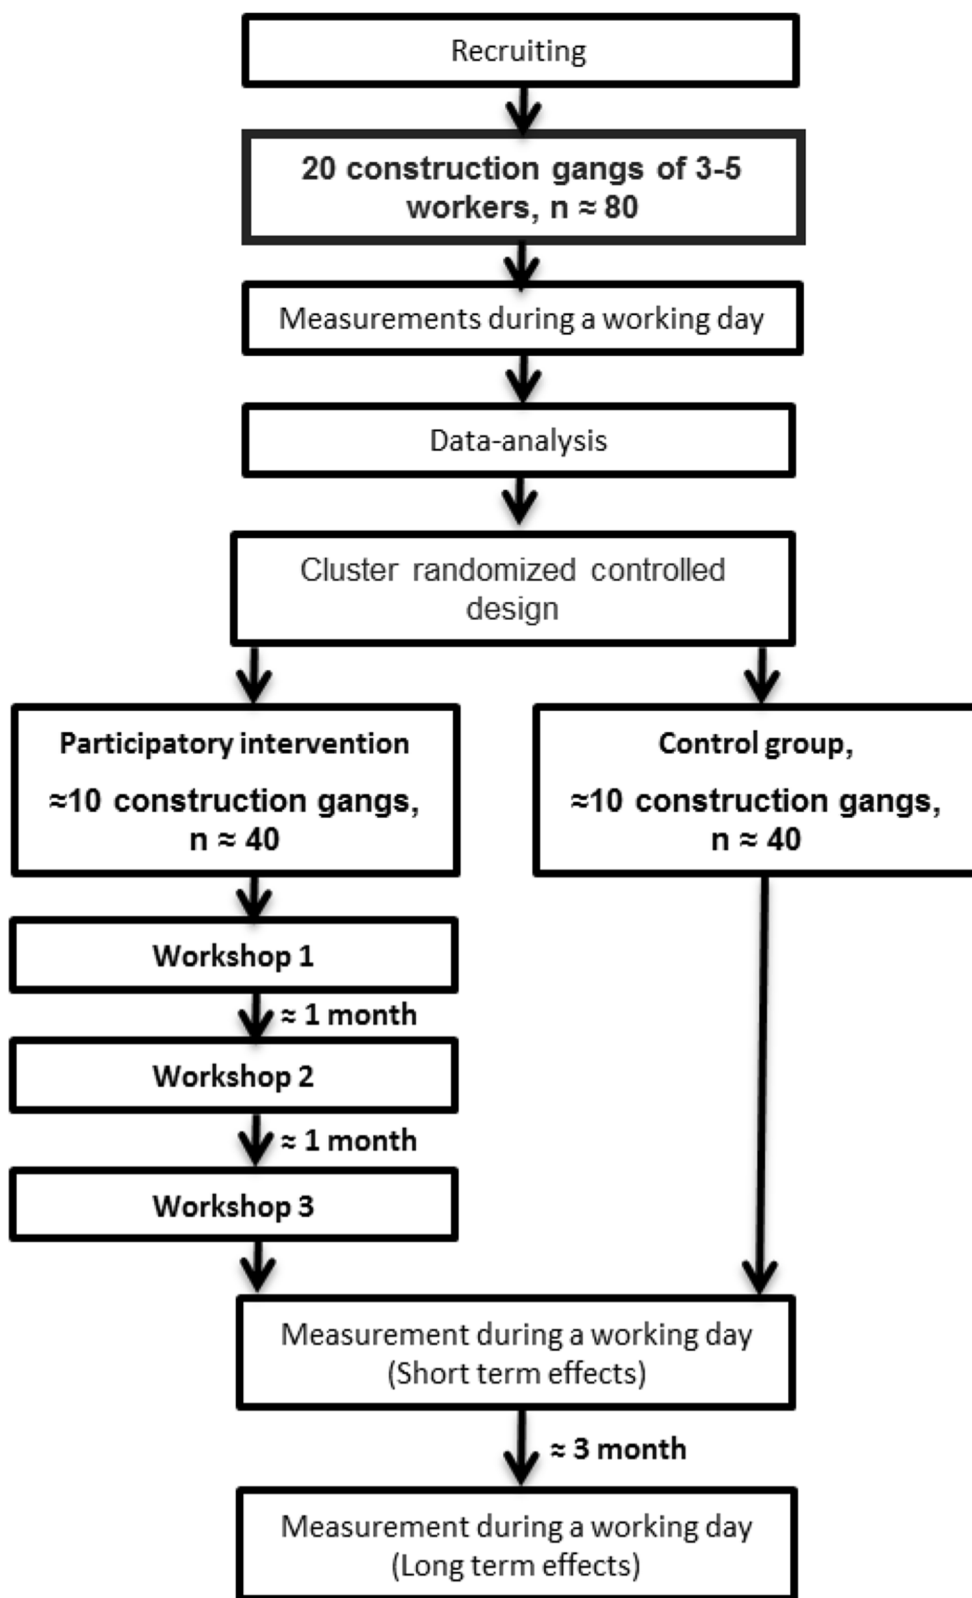 Recruiting
20 construction gangs of 3-5
workers, n ≈ 80
Measurements during a working day
Data-analysis
Cluster randomized controlled
design
Participatory intervention
≈10 construction gangs,
n ≈ 40
Control group,
≈10 construction gangs,
n ≈ 40
Workshop 1
≈ 1 month
Workshop 2
≈ 1 month
Workshop 3
Measurement during a working day
(Short term effects)
≈ 3 month
Measurement during a working day
(Long term effects)